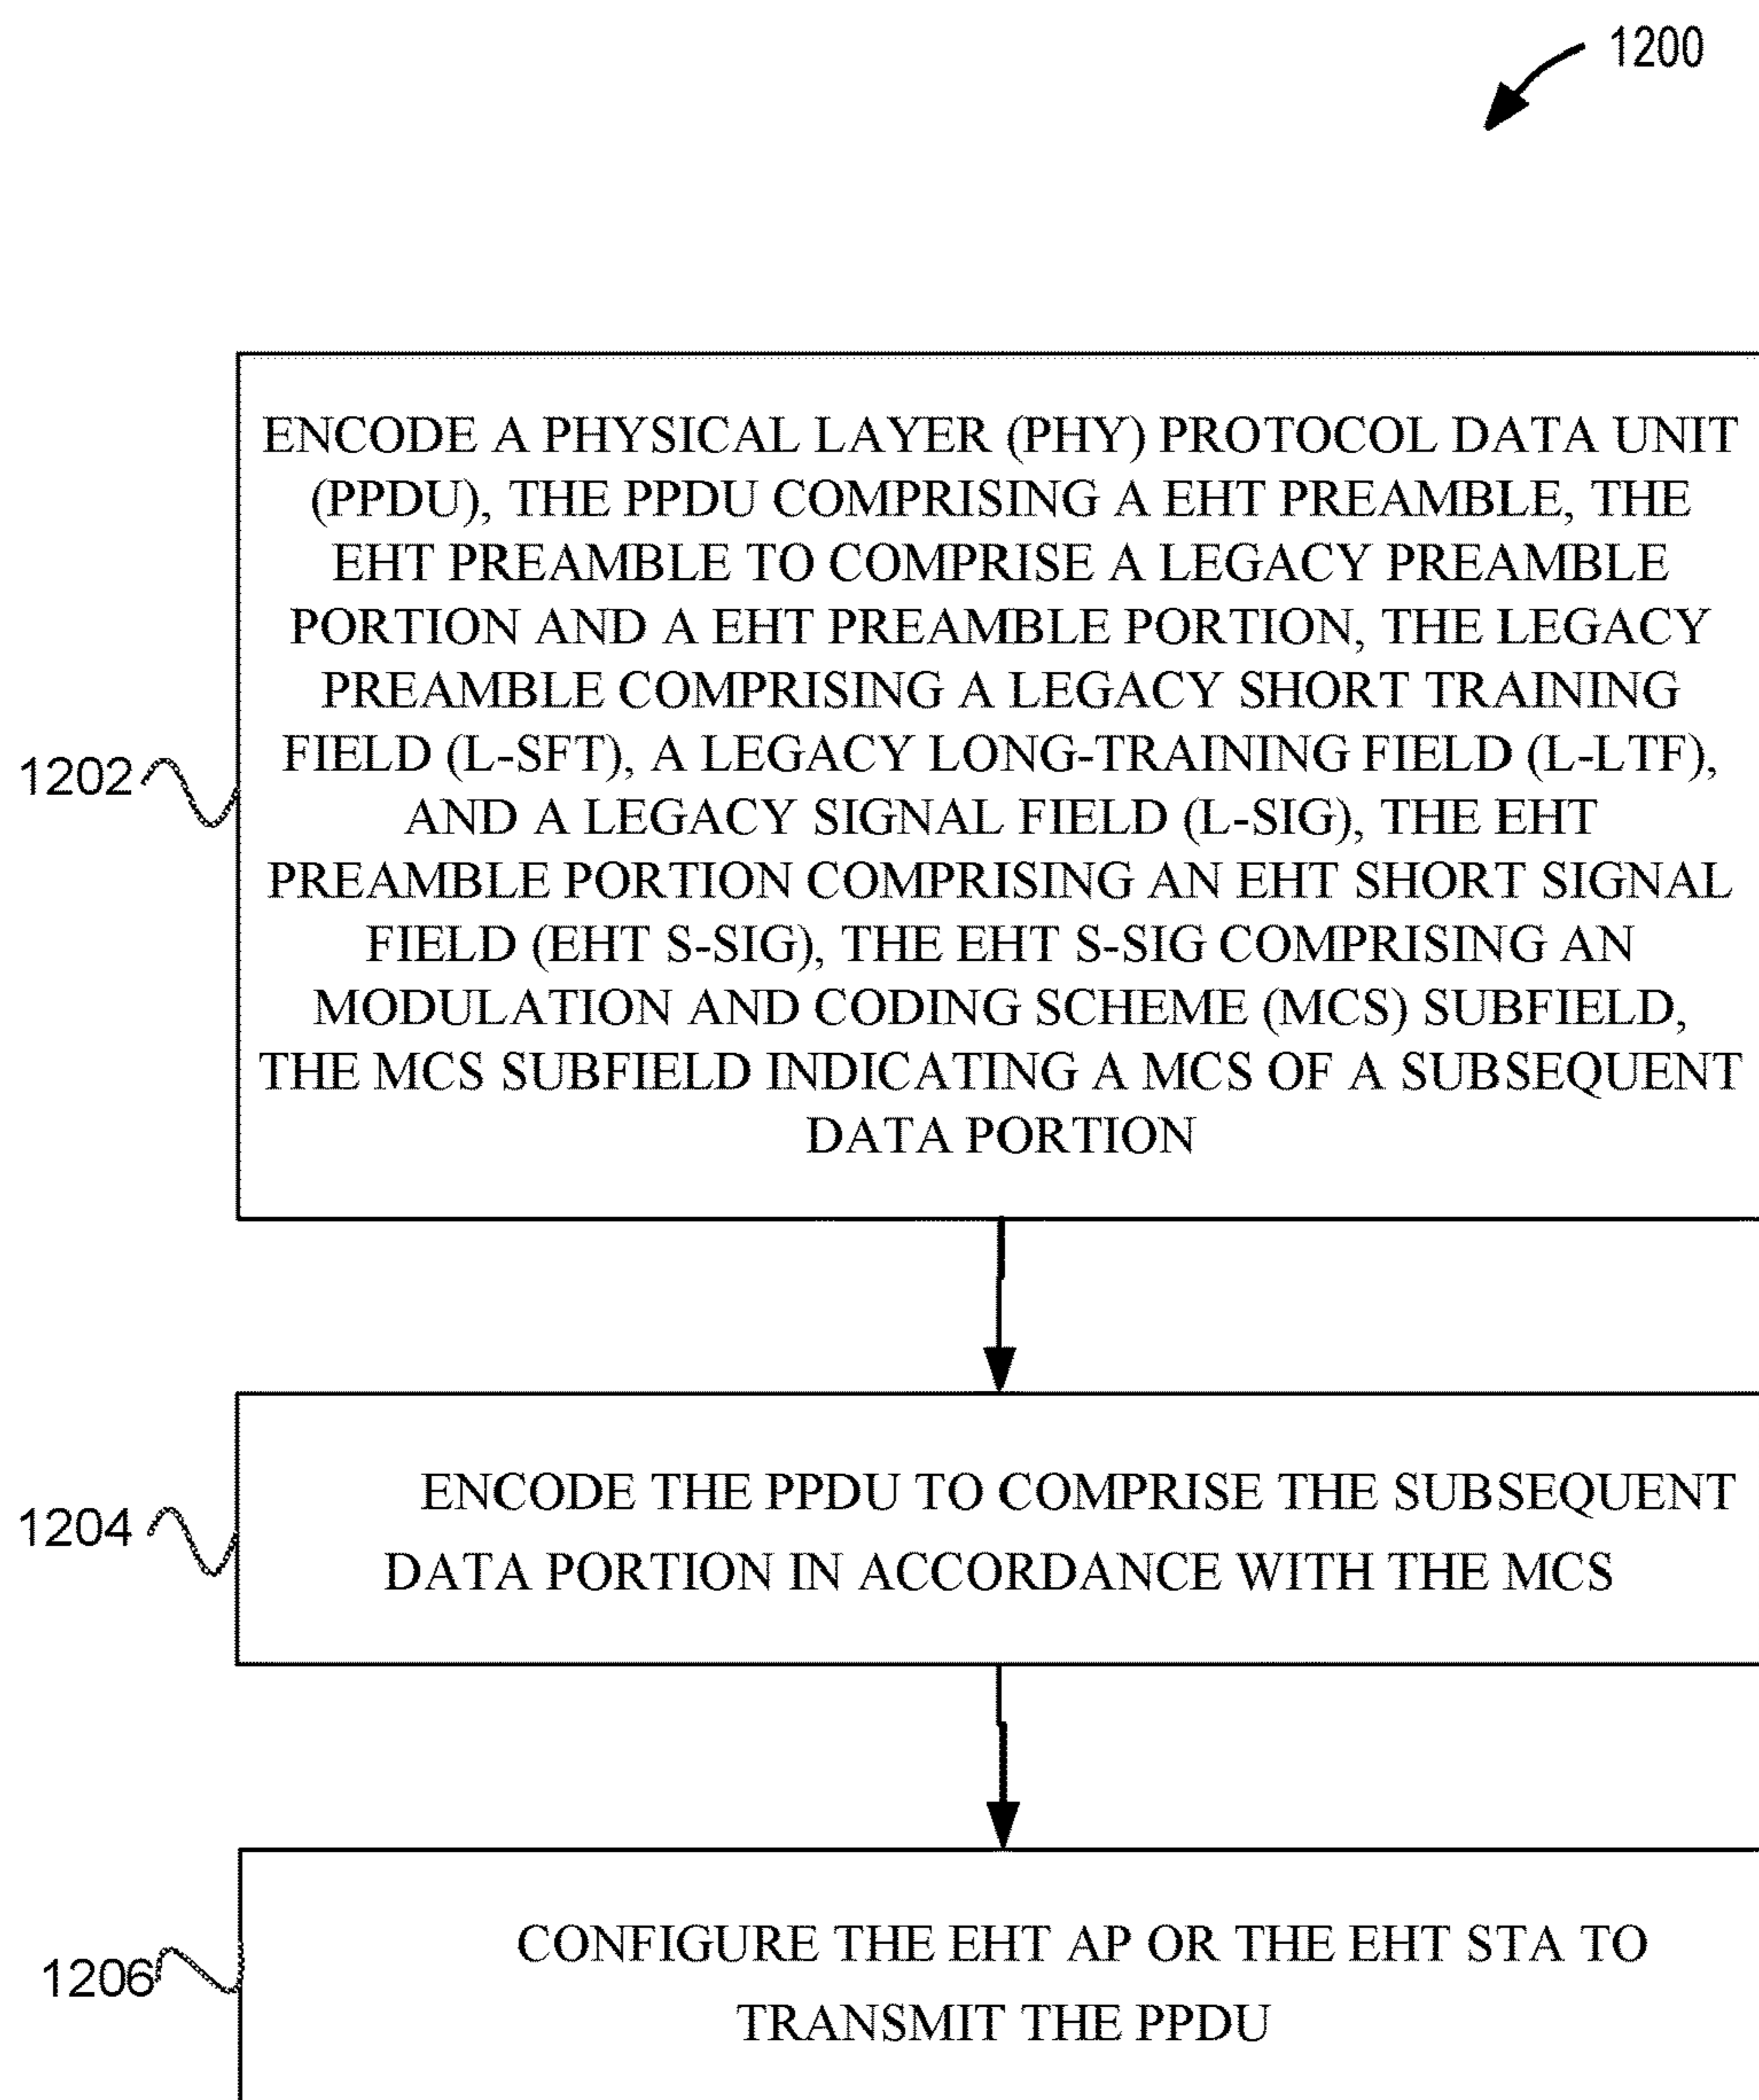 1200
ENCODE A PHYSICAL LAYER (PHY) PROTOCOL DATA UNIT
(PPDU), THE PPDU COMPRISING A EHT PREAMBLE, THE
EHT PREAMBLE TO COMPRISE A LEGACY PREAMBLE
PORTION AND A EHT PREAMBLE PORTION, THE LEGACY
PREAMBLE COMPRISING A LEGACY SHORT TRAINING
FIELD (L-SFT), A LEGACY LONG-TRAINING FIELD (L-LTF),
AND A LEGACY SIGNAL FIELD (L-SIG), THE EHT
PREAMBLE PORTION COMPRISING AN EHT SHORT SIGNAL
FIELD (EHT S-SIG), THE EHT S-SIG COMPRISING AN
MODULATION AND CODING SCHEME (MCS) SUBFIELD,
THE MCS SUBFIELD INDICATING A MCS OF A SUBSEQUENT
DATA PORTION
1202
ENCODE THE PPDU TO COMPRISE THE SUBSEQUENT
DATA PORTION IN ACCORDANCE WITH THE MCS
1204
CONFIGURE THE EHT AP OR THE EHT STA TO
TRANSMIT THE PPDU
1206